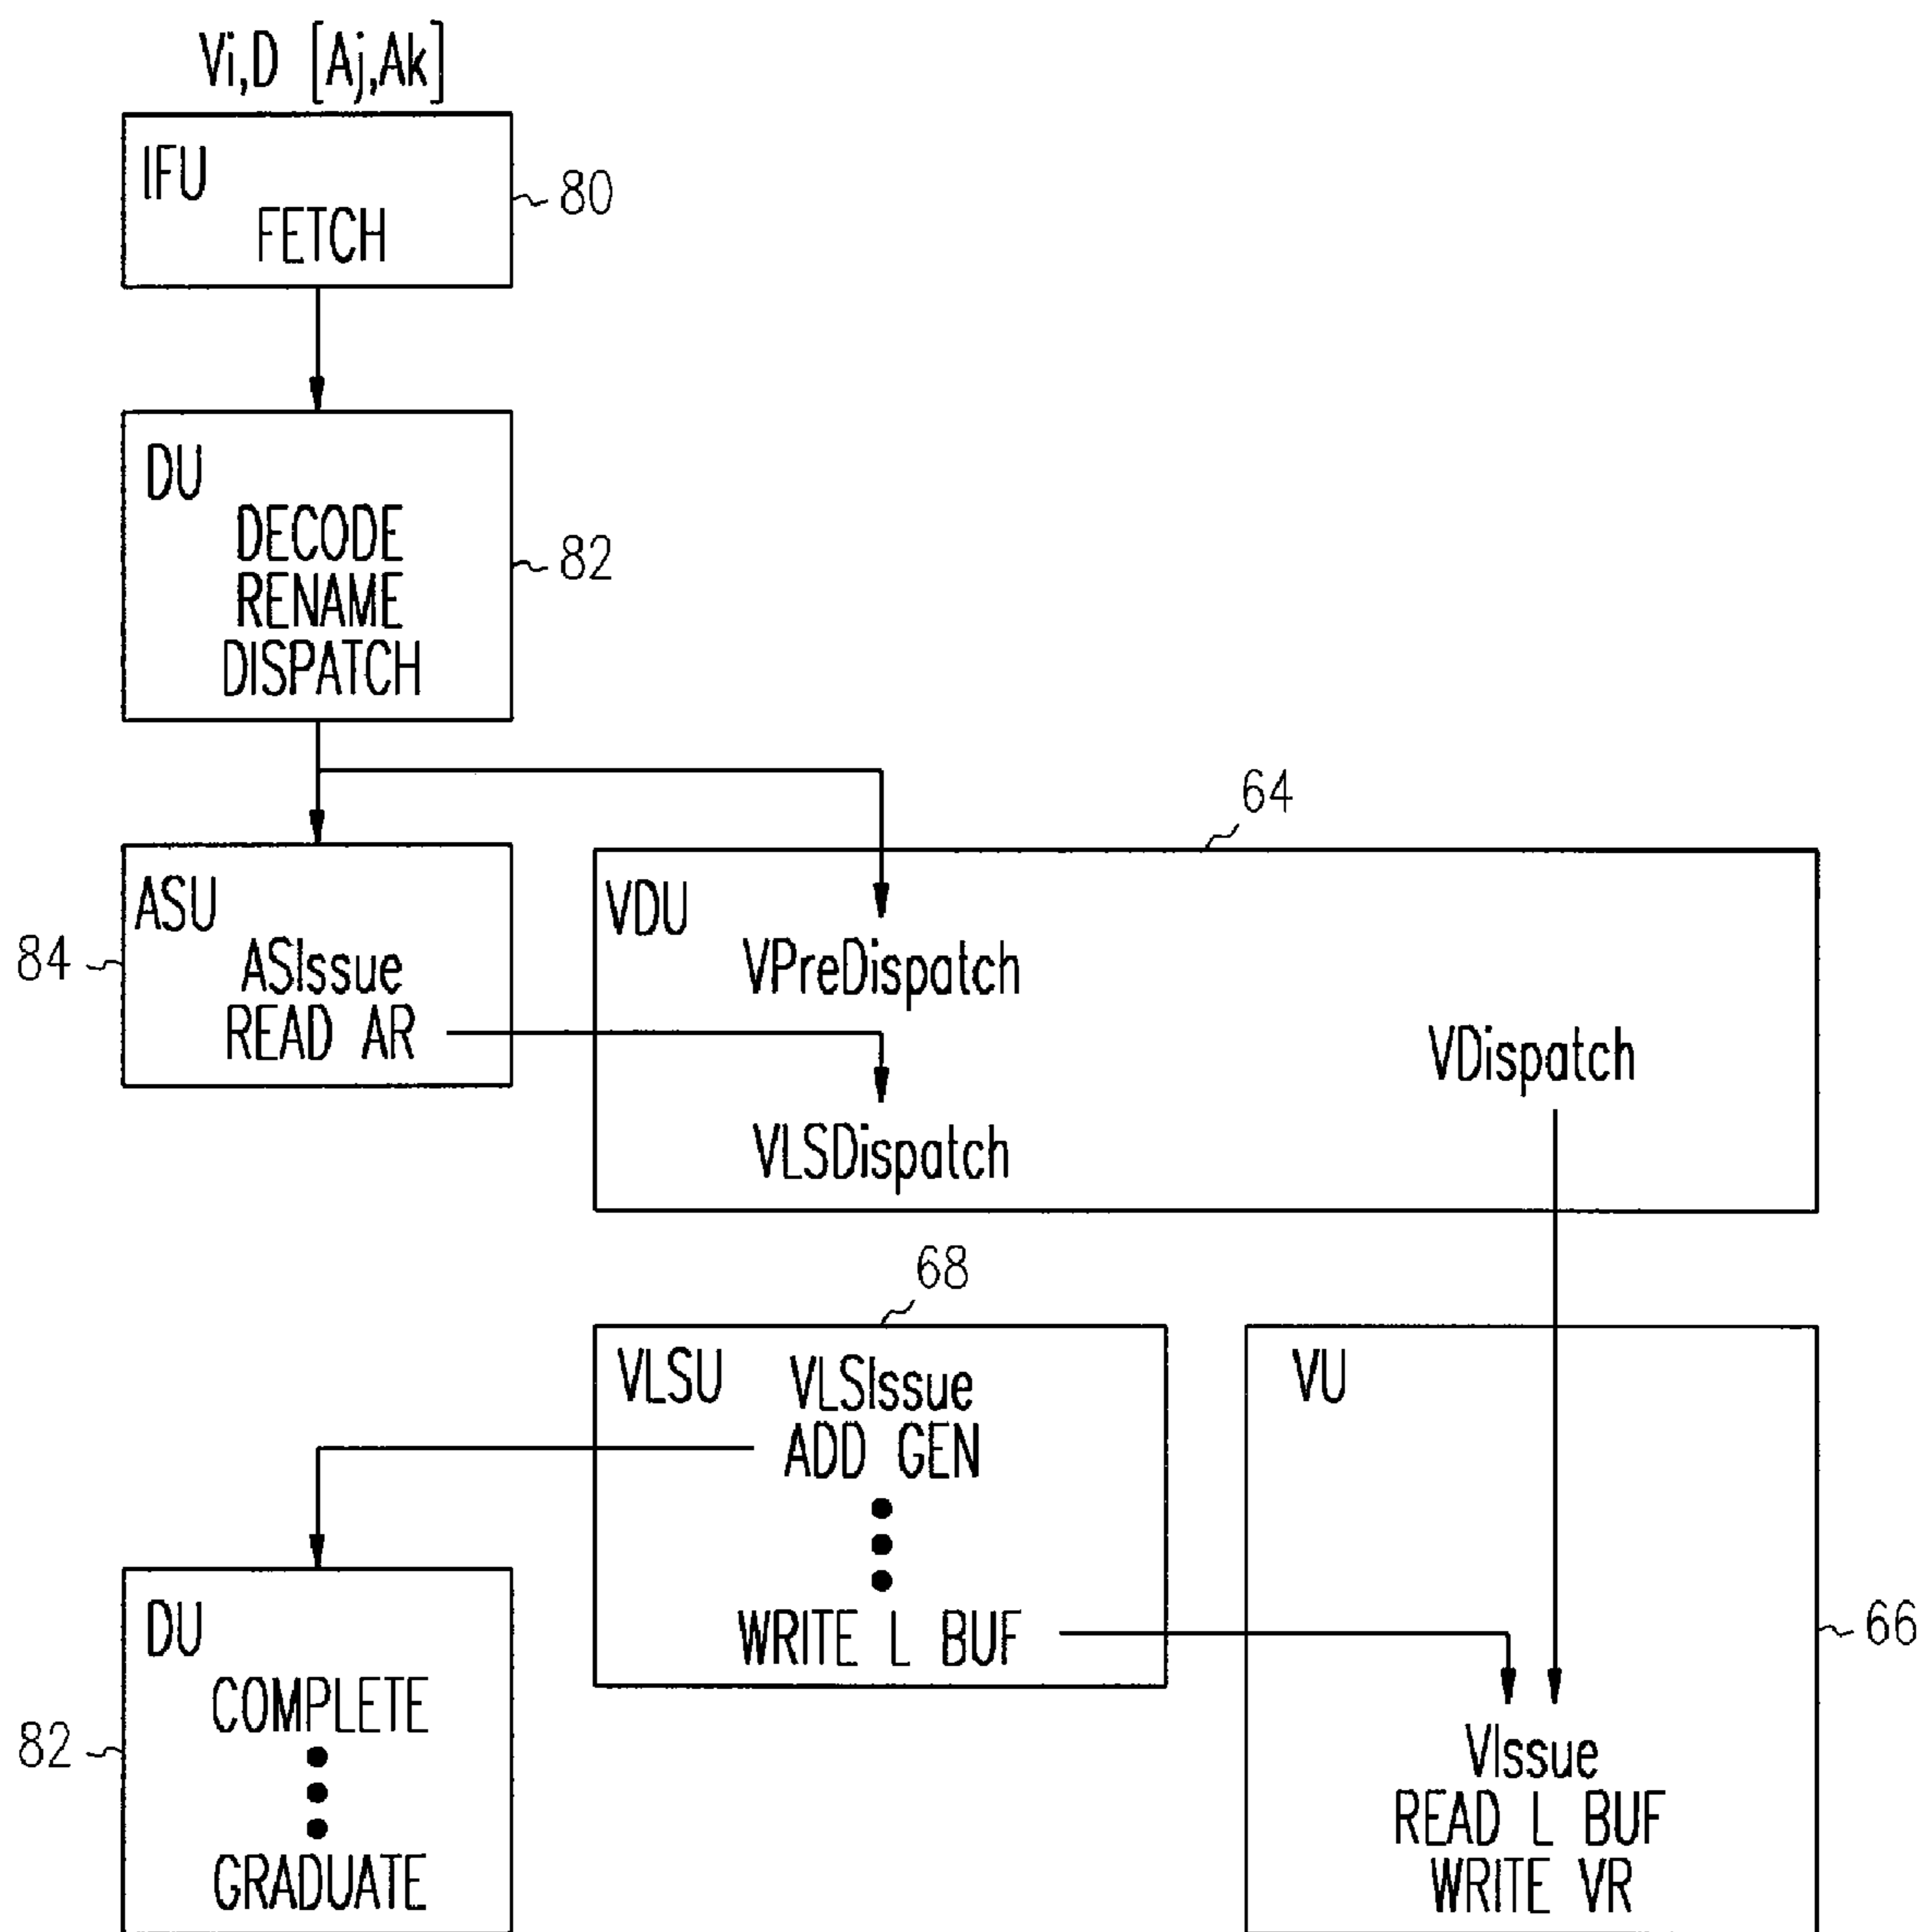 Vi,D [Aj,Ak]
IFU
FETCH
80
DU
DECODE
RENAME
DISPATCH
82
64
ASU
ASIssue
READ AR
84
VDU
VPreDispatch
VDispatch
VLSDispatch
68
VLSU
VLSIssue
ADD GEN
WRITE L BUF
VU
66
VIssue
READ L BUF
WRITE VR
DU
COMPLETE
82
GRADUATE